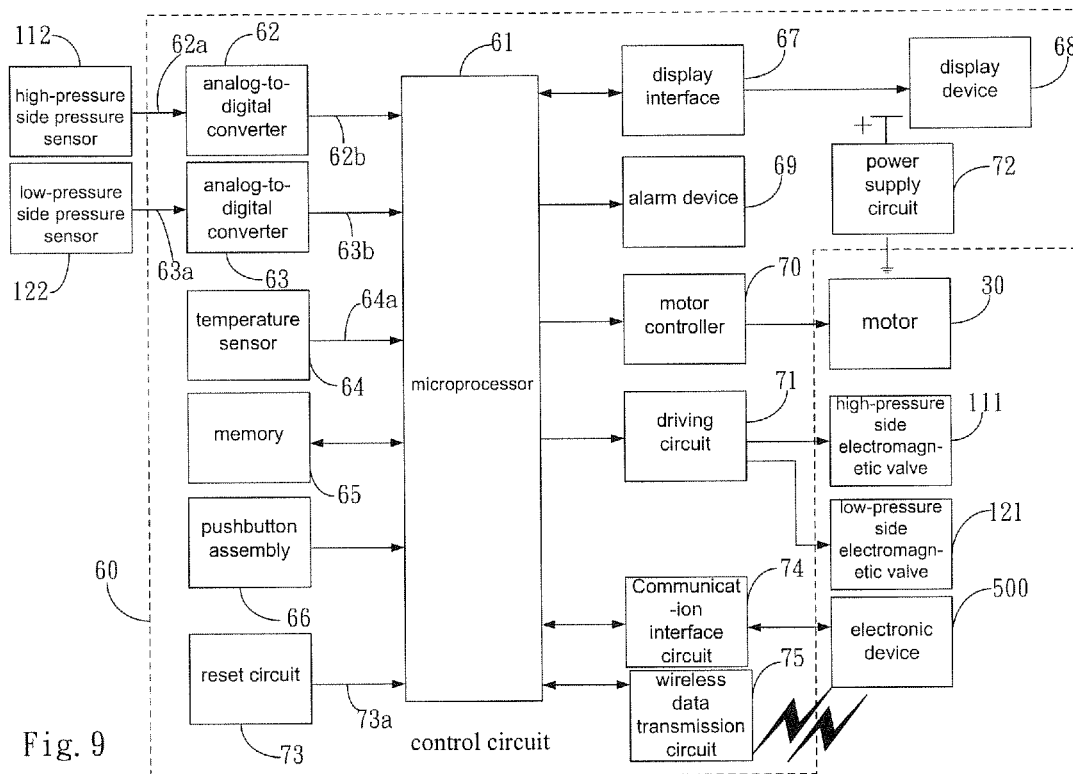 112
62a
62
61
67
68
high-pressure
side pressure
sensor
analog-to-
digital
converter
62b
display
interface
display
device
low-pressure
side pressure
sensor
analog-to-
digital
converter
63b
63a
63
122
alarm device
69
+
power
supply
circuit
72
temperature
sensor
64a
64
microprocessor
motor
controller
70
motor
30
memory
65
driving
circuit
71
high-pressure
side
electromagn-
etic valve
111
pushbutton
assembly
66
60
low-pressure
side
electromagn-
etic valve
121
Communicat
-ion
interface
circuit
74
electronic
device
500
reset circuit
73a
73
wireless
data
transmission
circuit
75
control circuit
Fig. 9